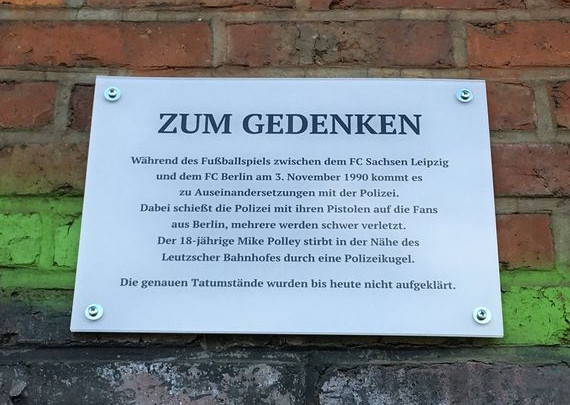 ZUM GEDENKEN
Während des Fußballspiels zwischen dem FC Sachsen Leipzig
und dem FC Berlin am 3. November 1990 kommt es
zu Auseinandersetzungen mit der Polizei.
Dabei schießt die Polizei mit ihren Pistolen auf die Fans
aus Berlin, mehrere werden schwer verletzt.
Der 18-jährige Mike Polley stirbt in der Nähe des
Leutzscher Bahnhofes durch eine Polizeikugel.
Die genauen Tatumstände wurden bis heute nicht aufgeklärt.